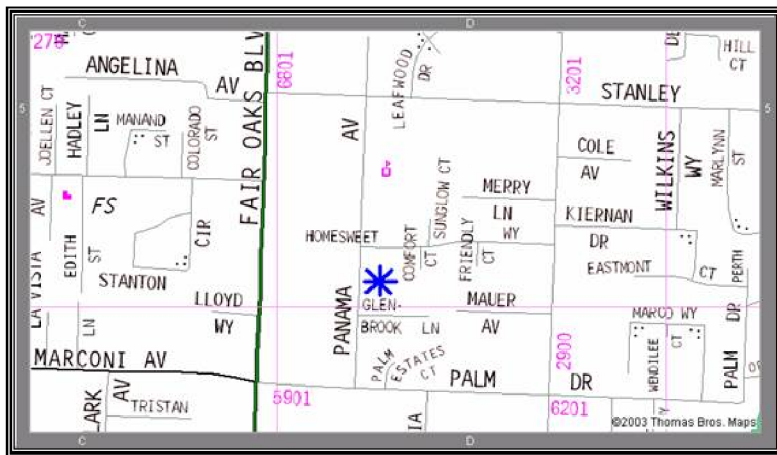 C D
270
ANGELINA AV
FAIR OAKS BLV
6801
LEAFWOOD DR
3201
HILL CT
STANLEY
5 5
JOELLEN CT
HADLEY LN
MANAND ST
COLORADO ST
AV
COLE AV
WILKINS WY
MARLYNN ST
FS
SUNGLOW CT
MERRY LN
KIERNAN DR
HOMESWEET WY
LA VISTA AV
EDITH ST
CIR
STANTON
COMFORT CT
FRIENDLY CT
EASTMONT CT
PERTH DR
LLOYD WY
PANAMA
GLEN-
BROOK LN
MAUER AV
MARCO WY
LN
MARCONI AV
PALM ESTATES CT
2900
WENDILEE CT
PALM DR
PALM
5901
6201
LARK AV
TRISTAN
IA
©2003 Thomas Bros. Maps
C D